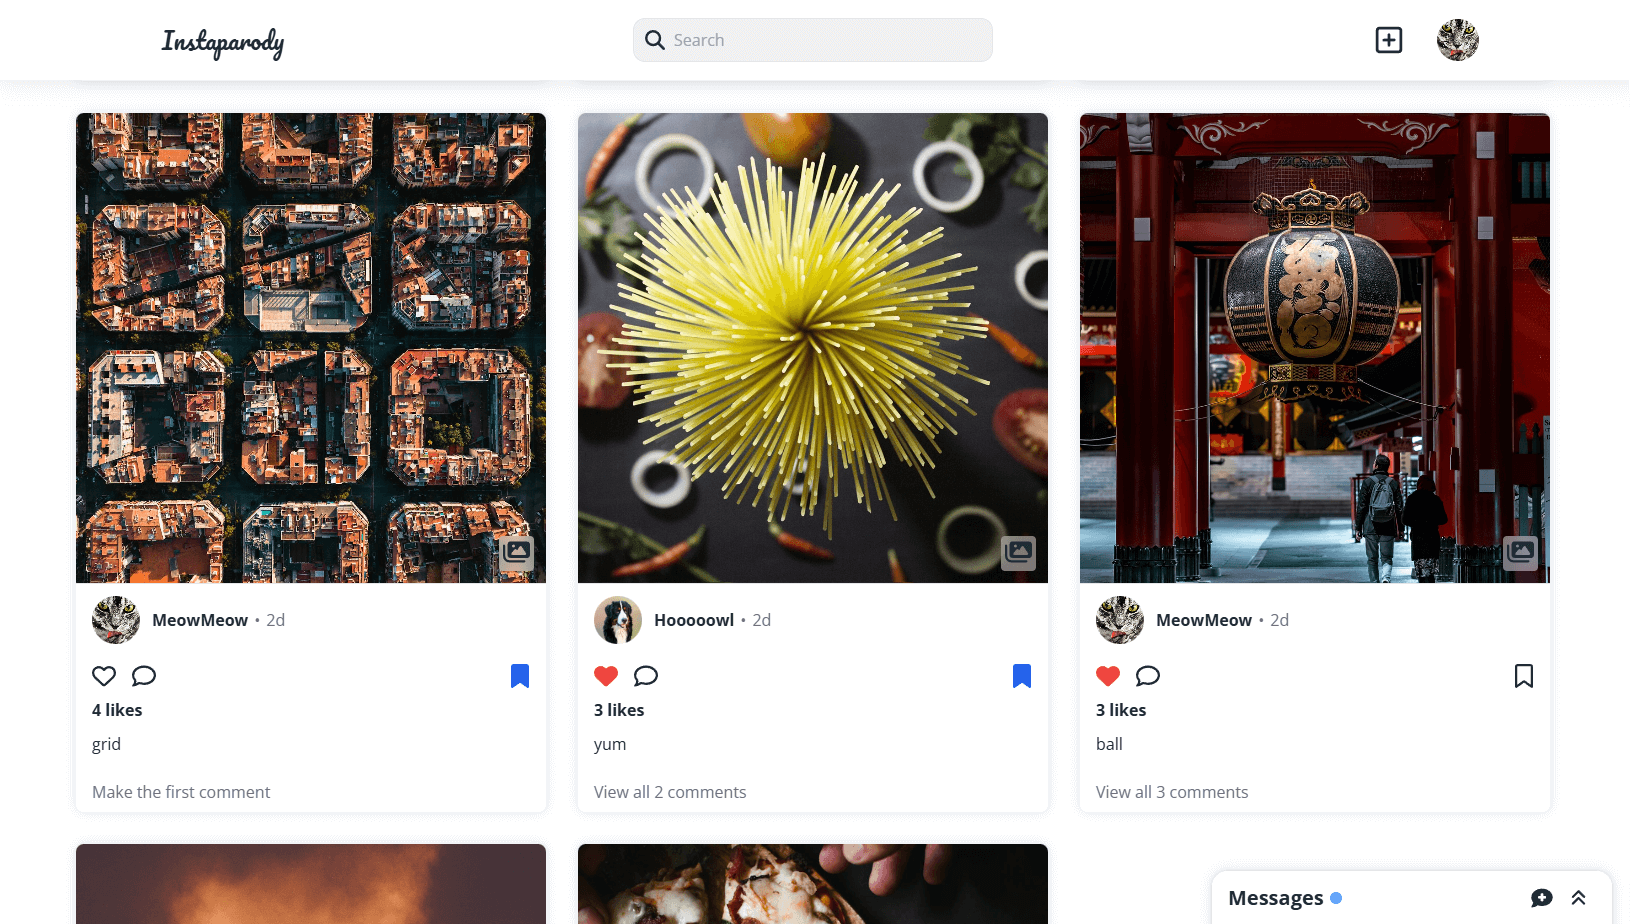 Instaparody
Search
MeowMeow • 2d
4 likes
grid
Make the first comment
Hooooowl • 2d
3 likes
yum
View all 2 comments
MeowMeow • 2d
3 likes
ball
View all 3 comments
Messages